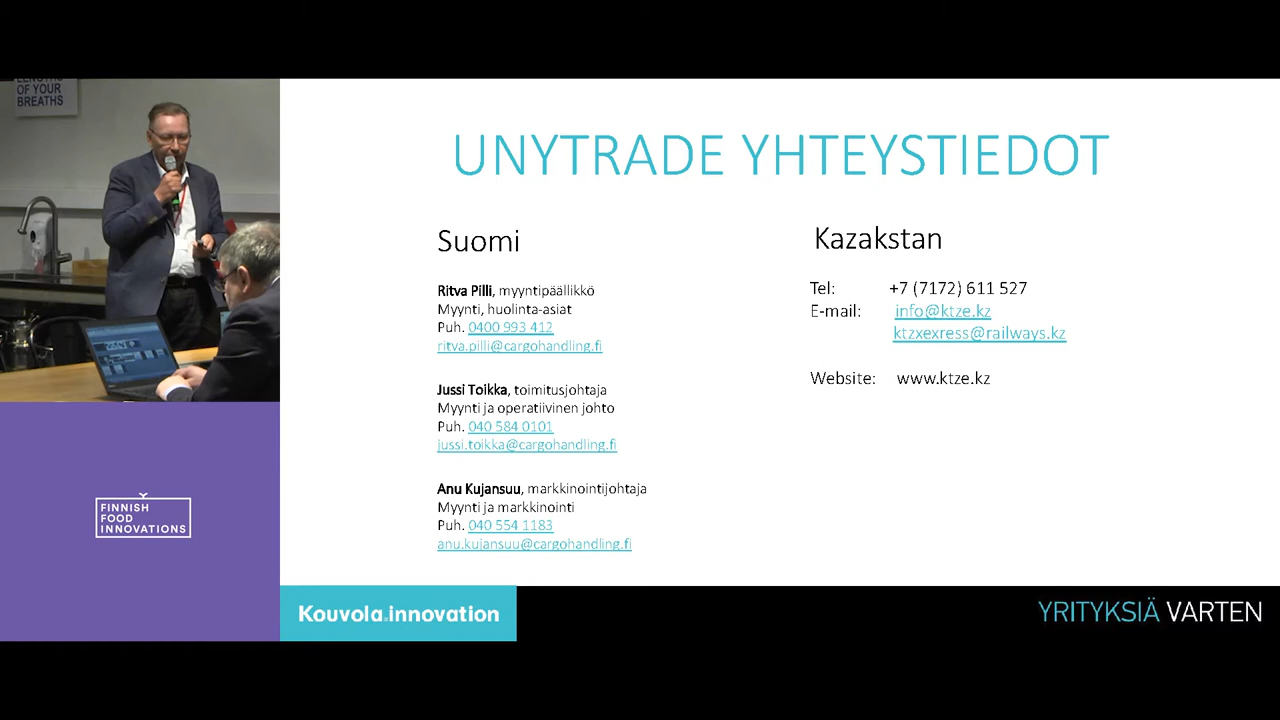 OF YOUR
BREATHS
UNYTRADE YHTEYSTIEDOT
Suomi
Ritva Pilli, myyntipäällikkö
Myynti, huolinta-asiat
Puh. 0400 993 412
ritva.pilli@cargohandling.fi
Jussi Toikka, toimitusjohtaja
Myynti ja operatiivinen johto
Puh. 040 584 0101
jussi.toikka@cargohandling.fi
Anu Kujansuu, markkinointijohtaja
Myynti ja markkinointi
Puh. 040 554 1183
anu.kujansuu@cargohandling.fi
Kazakstan
Tel: +7 (7172) 611 527
E-mail: info@ktze.kz
ktzxexress@railways.kz
Website: www.ktze.kz
FINNISH
FOOD
INNOVATIONS
Kouvola.innovation
YRITYKSIÄ VARTEN